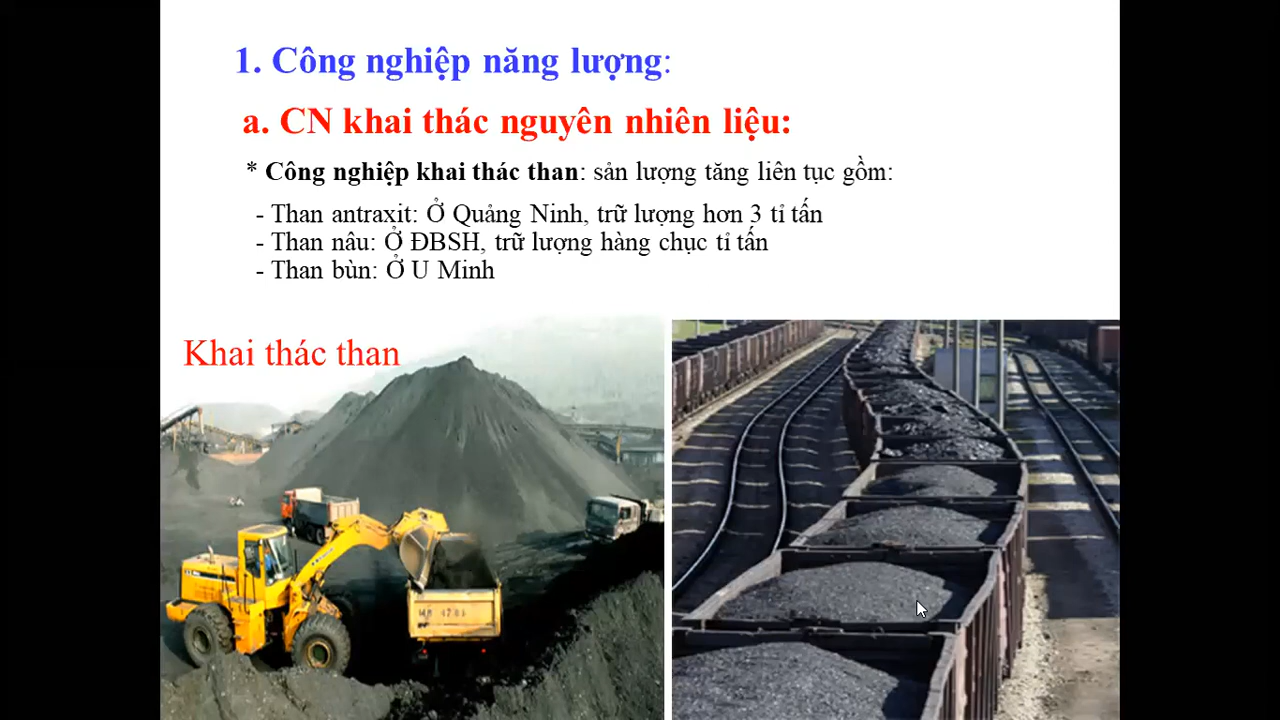 1. Công nghiệp năng lượng:
a. CN khai thác nguyên nhiên liệu:
* Công nghiệp khai thác than: sản lượng tăng liên tục gồm:
- Than antraxit: Ở Quảng Ninh, trữ lượng hơn 3 tỉ tấn
- Than nâu: Ở ĐBSH, trữ lượng hàng chục tỉ tấn
- Than bùn: Ở U Minh
Khai thác than